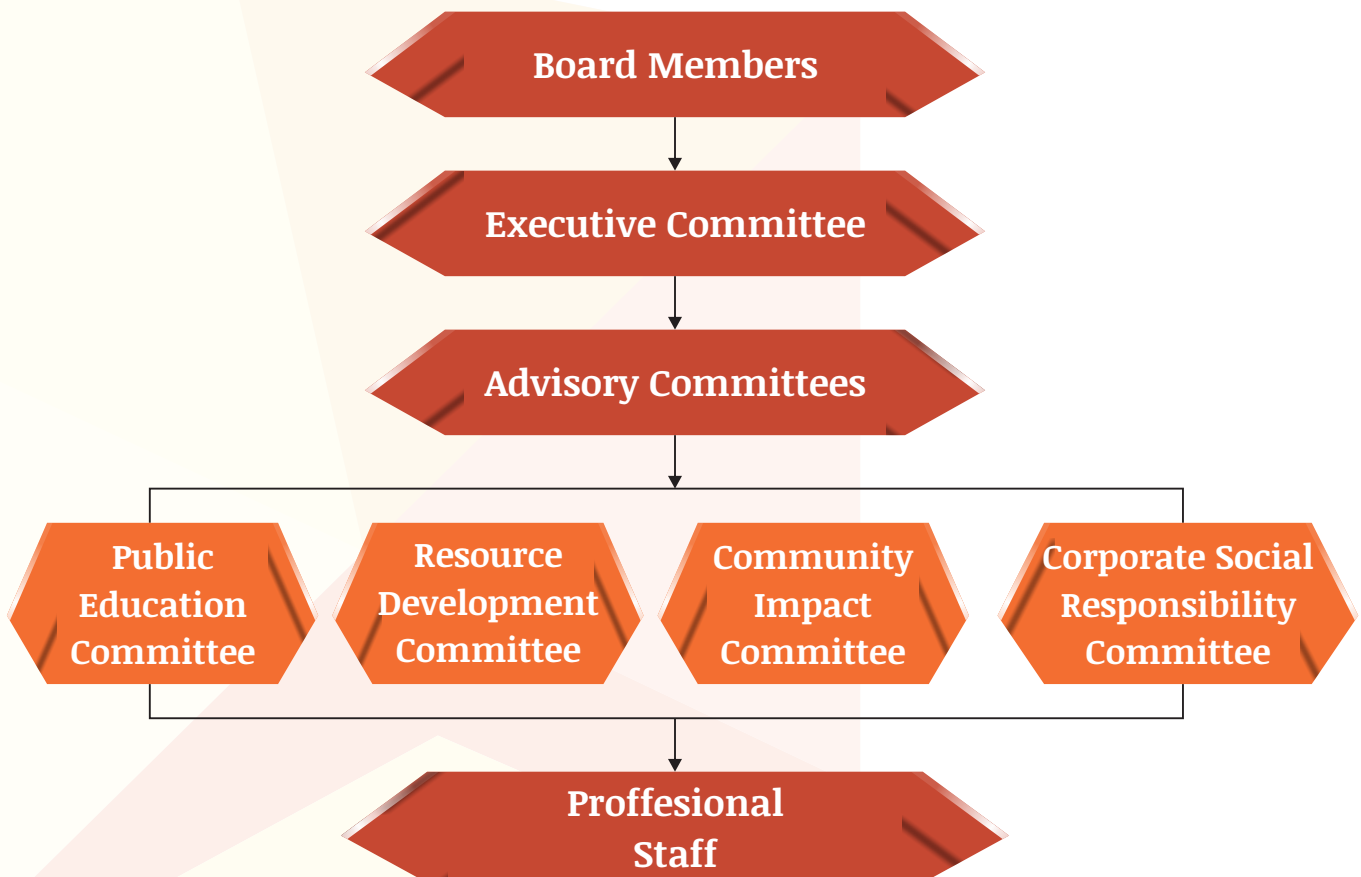 Board Members
Executive Committee
Advisory Committees
Public
Education
Committee
Resource
Development
Committee
Community
Impact
Committee
Corporate Social
Responsibility
Committee
Proffesional
Staff